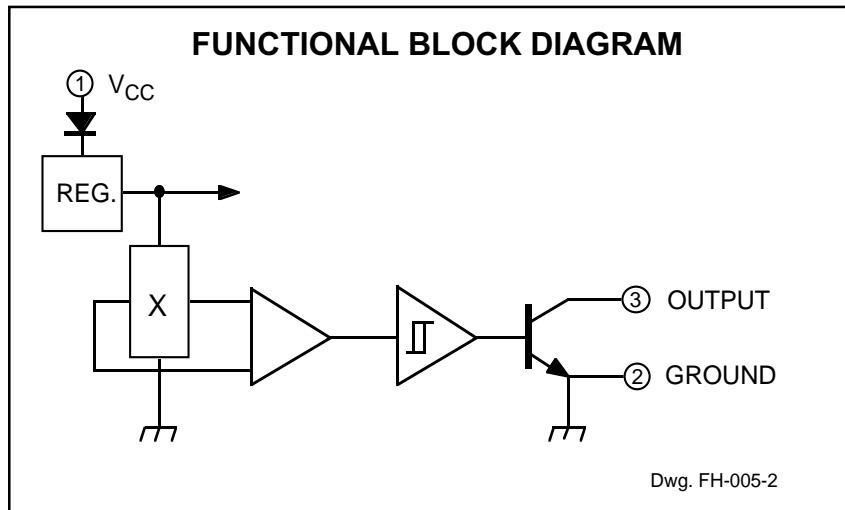 FUNCTIONAL BLOCK DIAGRAM
1 VCC
REG.
X
3 OUTPUT
2 GROUND
Dwg. FH-005-2